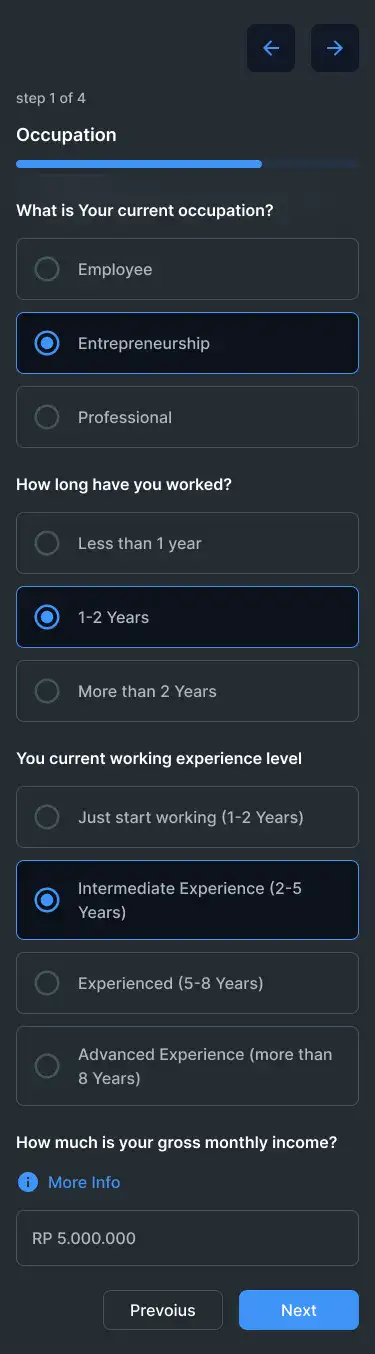 step 1 of 4
Occupation
What is Your current occupation?
Employee
Entrepreneurship
Professional
How long have you worked?
Less than 1 year
1-2 Years
More than 2 Years
You current working experience level
Just start working (1-2 Years)
Intermediate Experience (2-5
Years)
Experienced (5-8 Years)
Advanced Experience (more than
8 Years)
How much is your gross monthly income?
More Info
RP 5.000.000
Prevoius
Next